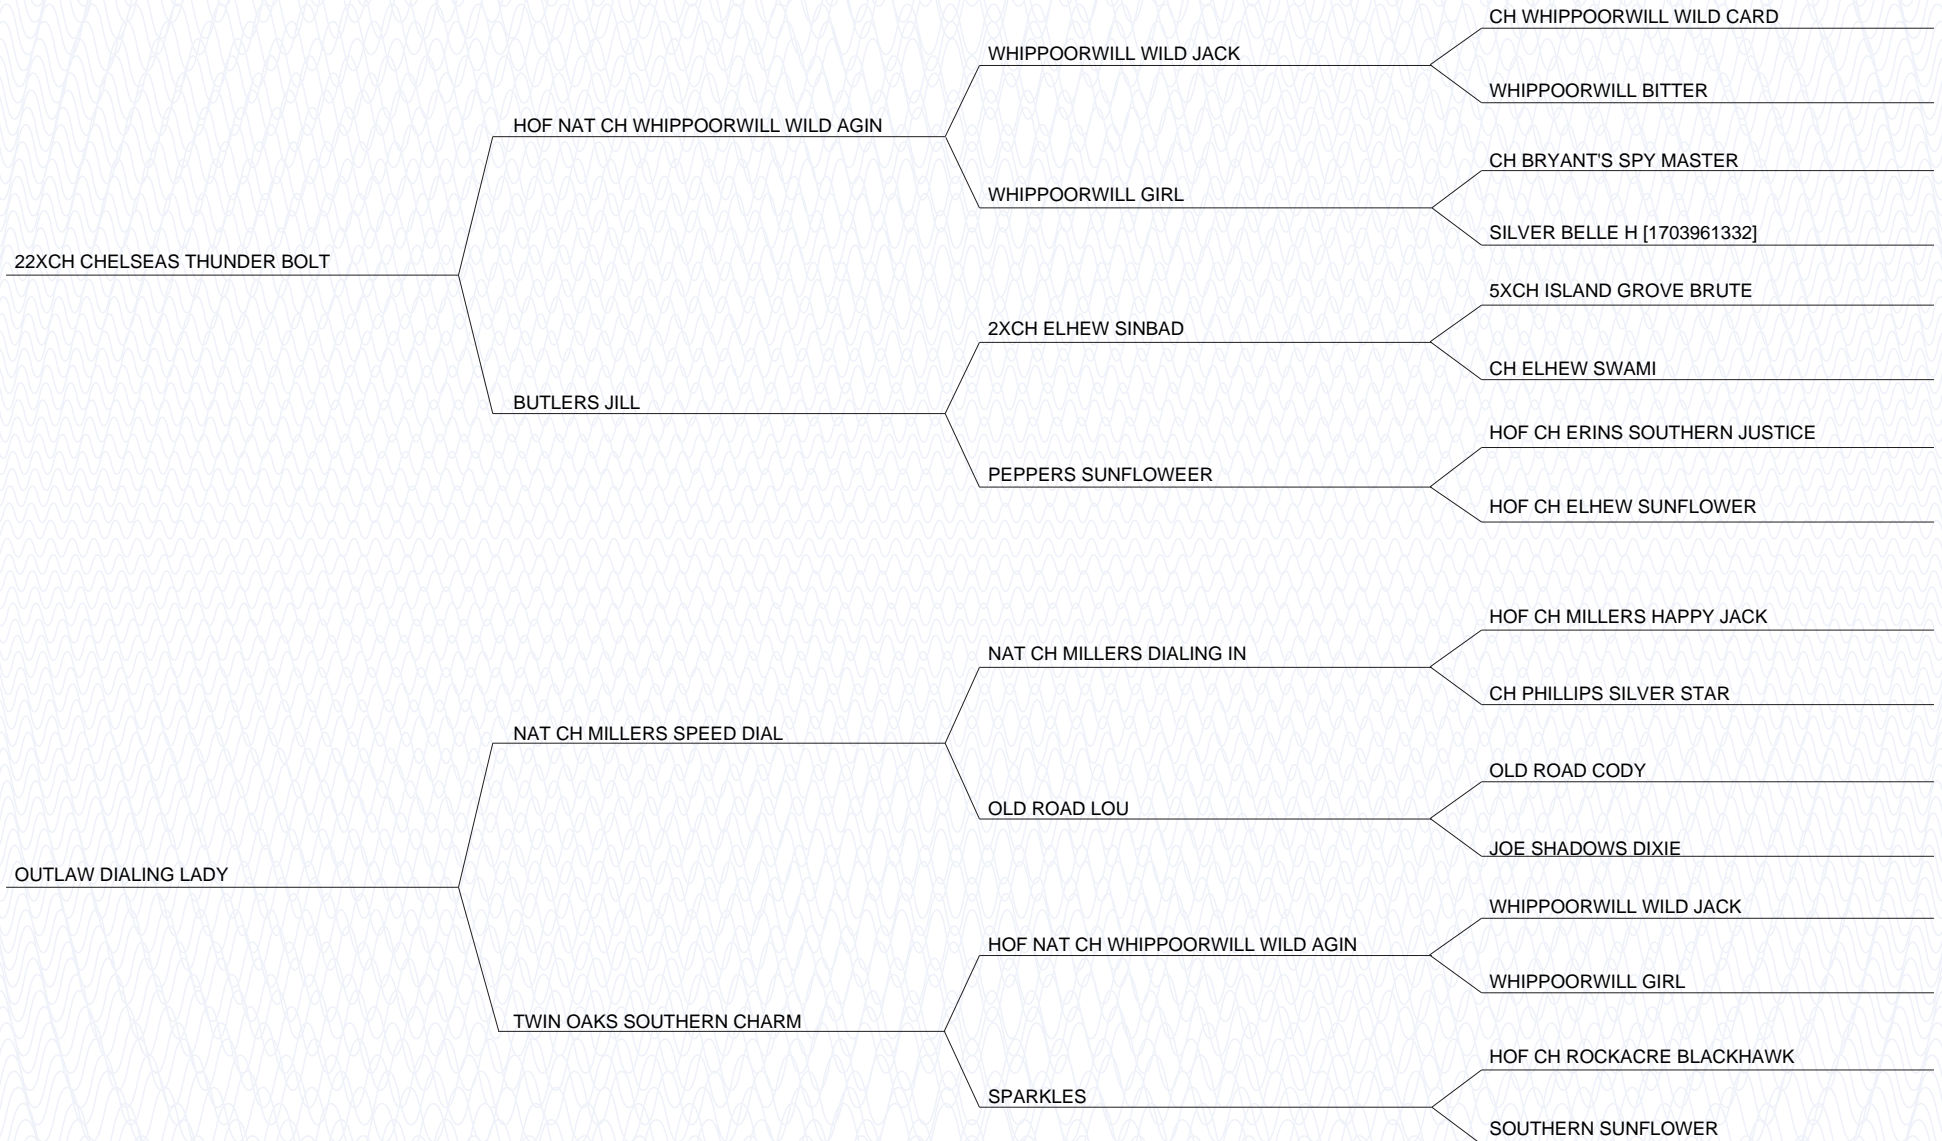 CH WHIPPOORWILL WILD CARD
WHIPPOORWILL WILD JACK
WHIPPOORWILL BITTER
HOF NAT CH WHIPPOORWILL WILD AGIN
CH BRYANT'S SPY MASTER
WHIPPOORWILL GIRL
SILVER BELLE H [1703961332]
22XCH CHELSEAS THUNDER BOLT
5XCH ISLAND GROVE BRUTE
2XCH ELHEW SINBAD
CH ELHEW SWAMI
BUTLERS JILL
HOF CH ERINS SOUTHERN JUSTICE
PEPPERS SUNFLOWEER
HOF CH ELHEW SUNFLOWER
HOF CH MILLERS HAPPY JACK
NAT CH MILLERS DIALING IN
CH PHILLIPS SILVER STAR
NAT CH MILLERS SPEED DIAL
OLD ROAD CODY
OLD ROAD LOU
JOE SHADOWS DIXIE
OUTLAW DIALING LADY
WHIPPOORWILL WILD JACK
HOF NAT CH WHIPPOORWILL WILD AGIN
WHIPPOORWILL GIRL
TWIN OAKS SOUTHERN CHARM
HOF CH ROCKACRE BLACKHAWK
SPARKLES
SOUTHERN SUNFLOWER